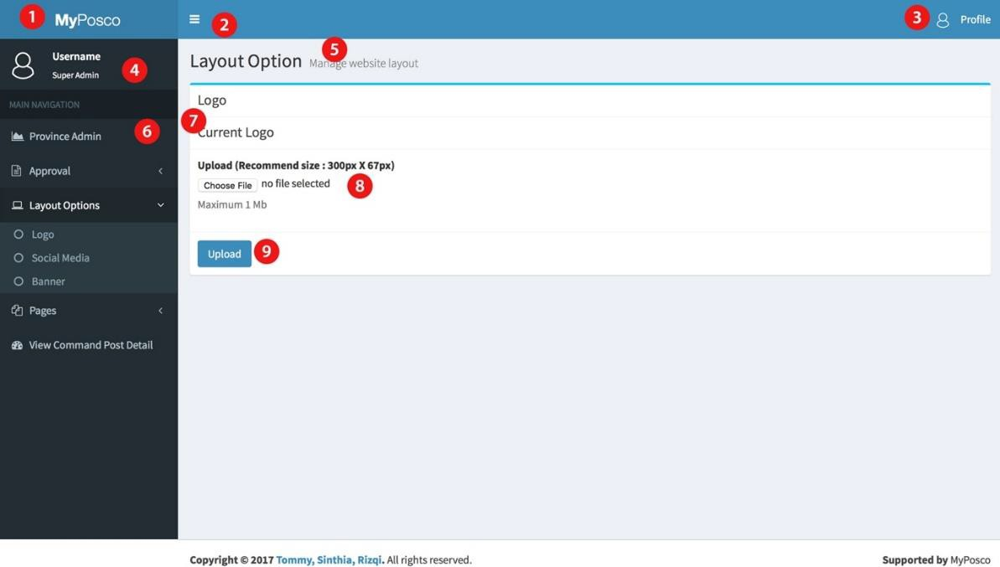 1 MyPosco
2
3 Profile
Username
Super Admin
4
5
Layout Option Manage website layout
MAIN NAVIGATION
Province Admin
6
Approval
Layout Options
Logo
Social Media
Banner
Pages
View Command Post Detail
Logo
7
Current Logo
Upload (Recommend size : 300px X 67px)
Choose File no file selected
8
Maximum 1 Mb
Upload 9
Copyright © 2017 Tommy, Sinthia, Rizqi. All rights reserved.
Supported by MyPosco